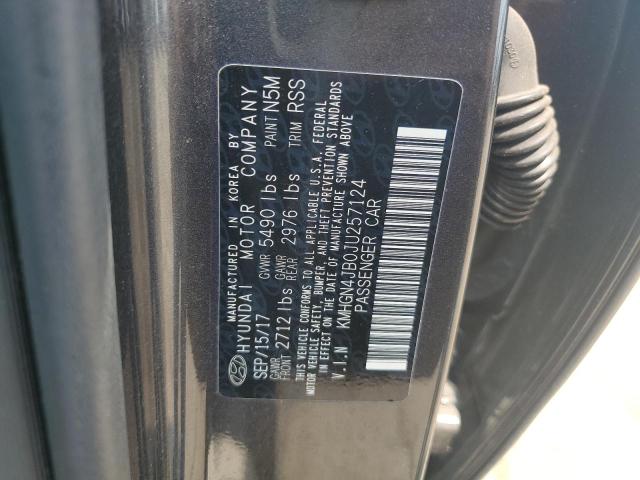 MANUFACTURED IN KOREA BY
HYUNDAI MOTOR COMPANY
SEP/15/17 GVWR 5490 lbs PAINT N5M
GAWR FRONT 2712 lbs GAWR REAR 2976 lbs TRIM RSS
THIS VEHICLE CONFORMS TO ALL APPLICABLE U.S.A. FEDERAL
MOTOR VEHICLE SAFETY, BUMPER, AND THEFT PREVENTION STANDARDS
IN EFFECT ON THE DATE OF MANUFACTURE SHOWN ABOVE
V.I.N KMHGN4JB0JU257124
PASSENGER CAR